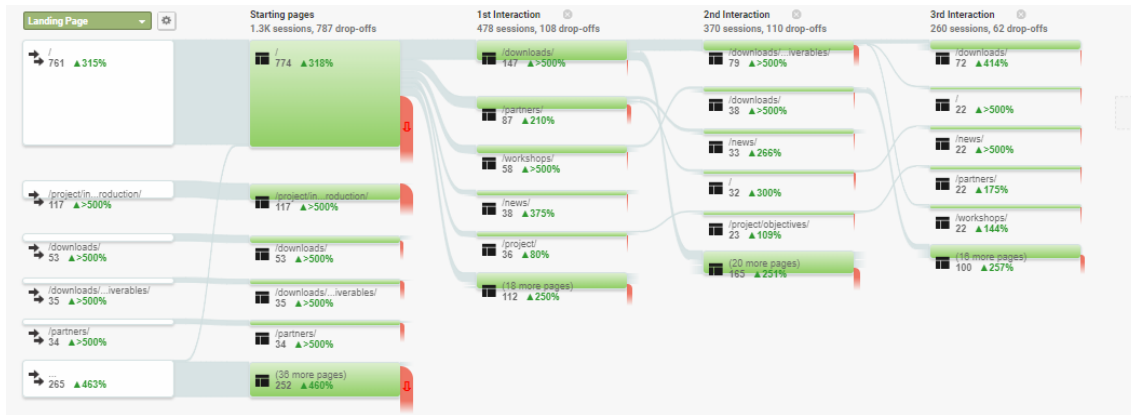 Landing Page
/
761 ▲315%
/project/in...roduction/
117 ▲>500%
/downloads/
53 ▲>500%
/downloads/...iverables/
35 ▲>500%
/partners/
34 ▲>500%
...
265 ▲463%
Starting pages
1.3K sessions, 787 drop-offs
/
774 ▲318%
/project/in...roduction/
117 ▲>500%
/downloads/
53 ▲>500%
/downloads/...iverables/
35 ▲>500%
/partners/
34 ▲>500%
(36 more pages)
252 ▲460%
1st Interaction
478 sessions, 108 drop-offs
/downloads/
147 ▲>500%
/partners/
87 ▲210%
/workshops/
58 ▲>500%
/news/
38 ▲375%
/project/
36 ▲80%
(18 more pages)
112 ▲250%
2nd Interaction
370 sessions, 110 drop-offs
/downloads/...iverables/
79 ▲>500%
/downloads/
38 ▲>500%
/news/
33 ▲266%
/
32 ▲300%
/project/objectives/
23 ▲109%
(20 more pages)
165 ▲251%
3rd Interaction
260 sessions, 62 drop-offs
/downloads/
72 ▲414%
/
22 ▲>500%
/news/
22 ▲>500%
/partners/
22 ▲175%
/workshops/
22 ▲144%
(16 more pages)
100 ▲257%